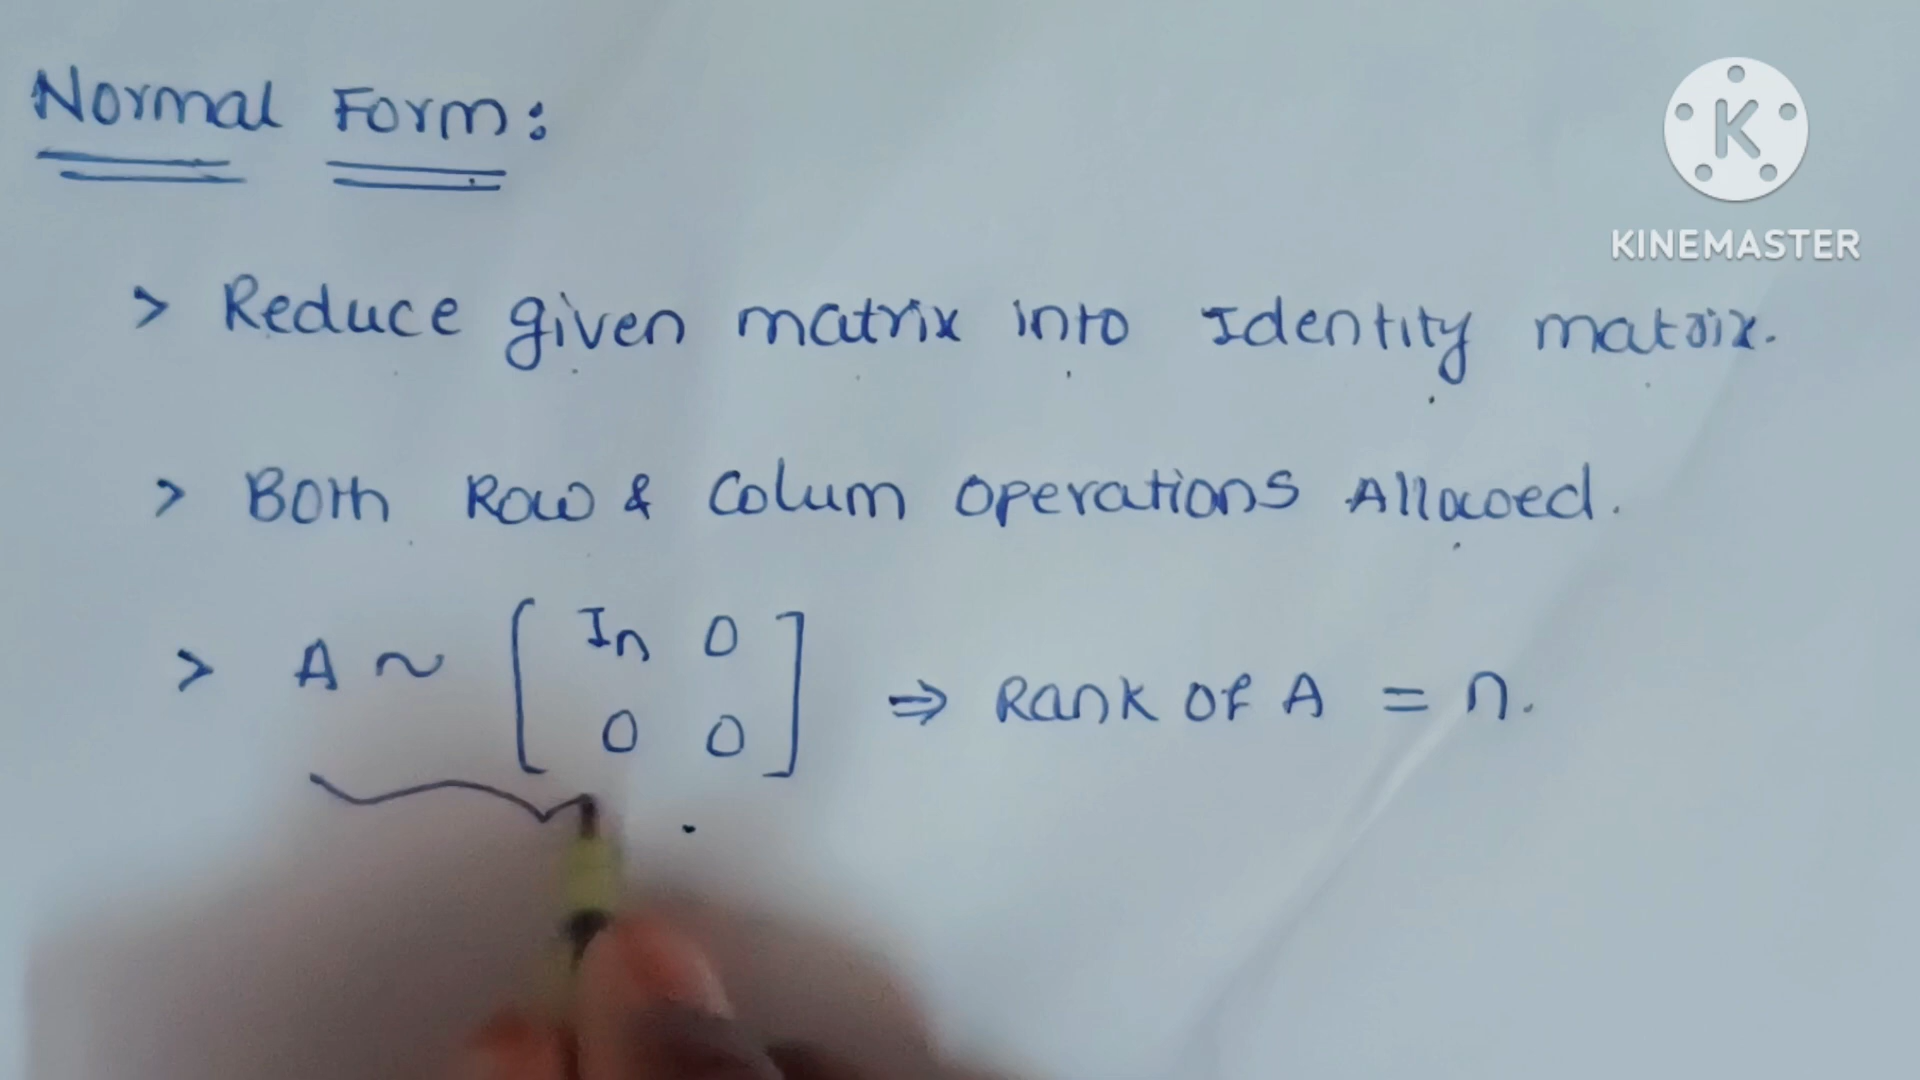 Normal Form:
K
KINEMASTER
> Reduce given matrix into Identity matrix.
> Both Row & Colum operations Allowed.
> A ~ [ In 0 ] ⇒ Rank of A = n.
0 0